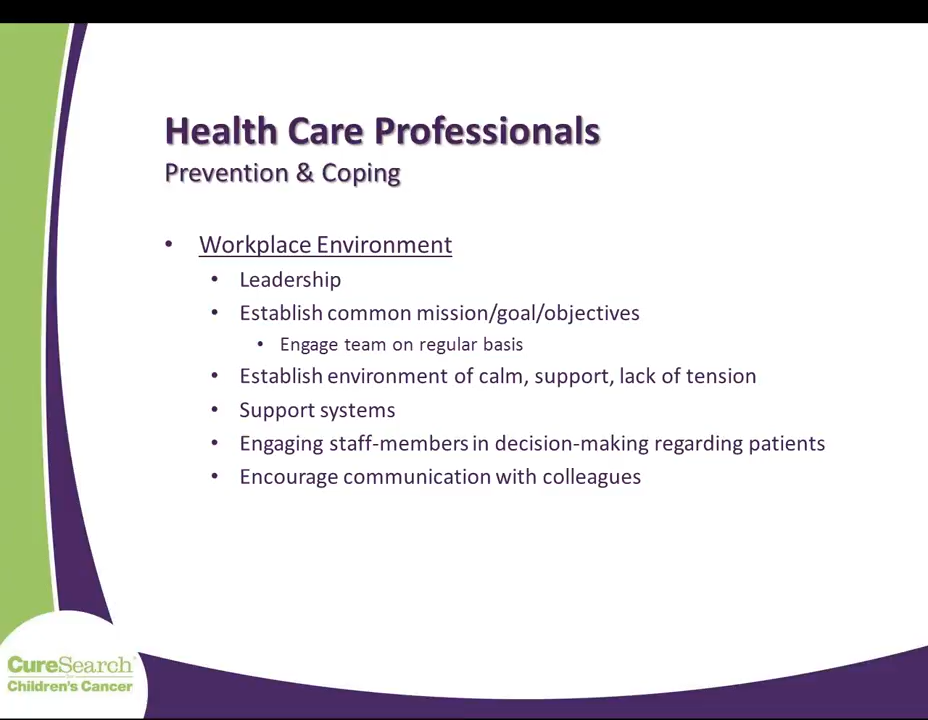 Health Care Professionals
Prevention & Coping
• Workplace Environment
• Leadership
• Establish common mission/goal/objectives
• Engage team on regular basis
• Establish environment of calm, support, lack of tension
• Support systems
• Engaging staff-members in decision-making regarding patients
• Encourage communication with colleagues
CureSearch
Children's Cancer